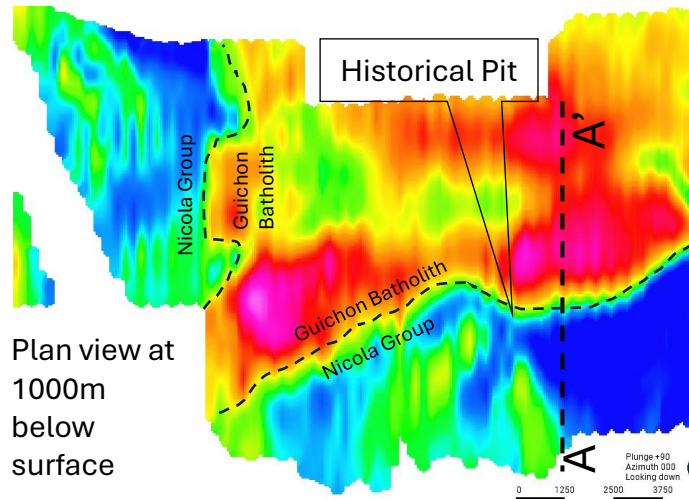 Historical Pit
A'
Nicola Group
Guichon
Batholith
Guichon Batholith
Nicola Group
Plan view at
1000m
below
surface
A
Plunge +90
Azimuth 000
Looking down
0 1250 2500 3750